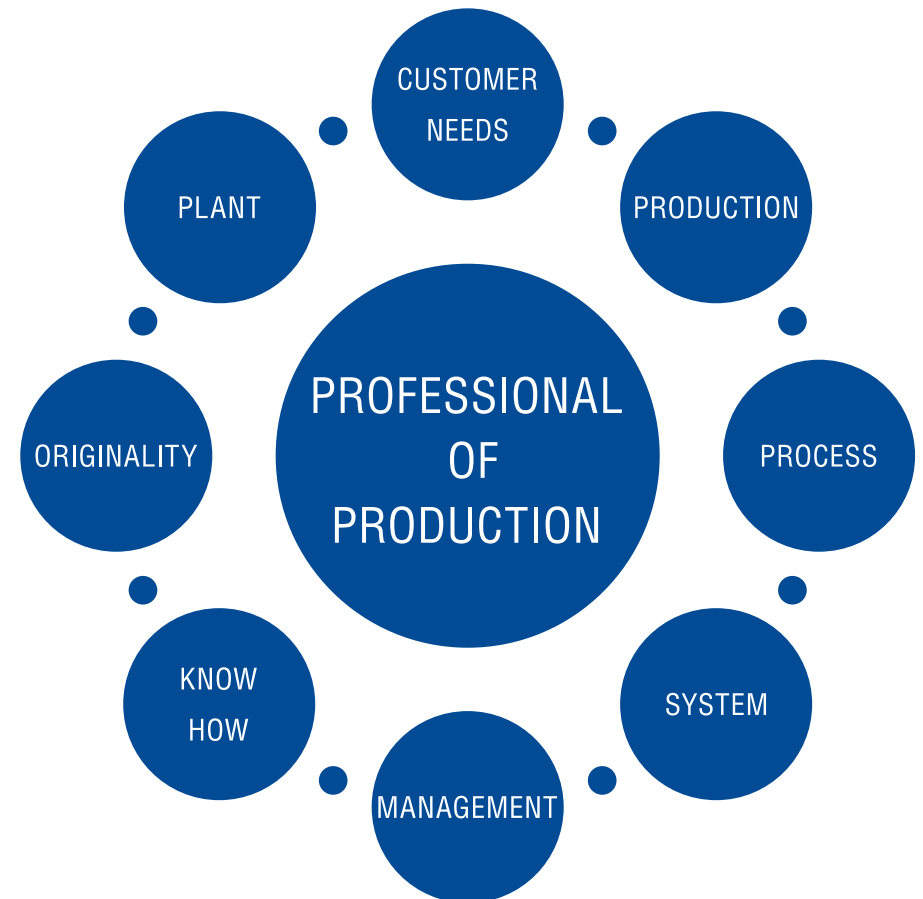 CUSTOMER
NEEDS
PRODUCTION
PROCESS
SYSTEM
MANAGEMENT
KNOW
HOW
ORIGINALITY
PLANT
PROFESSIONAL
OF
PRODUCTION